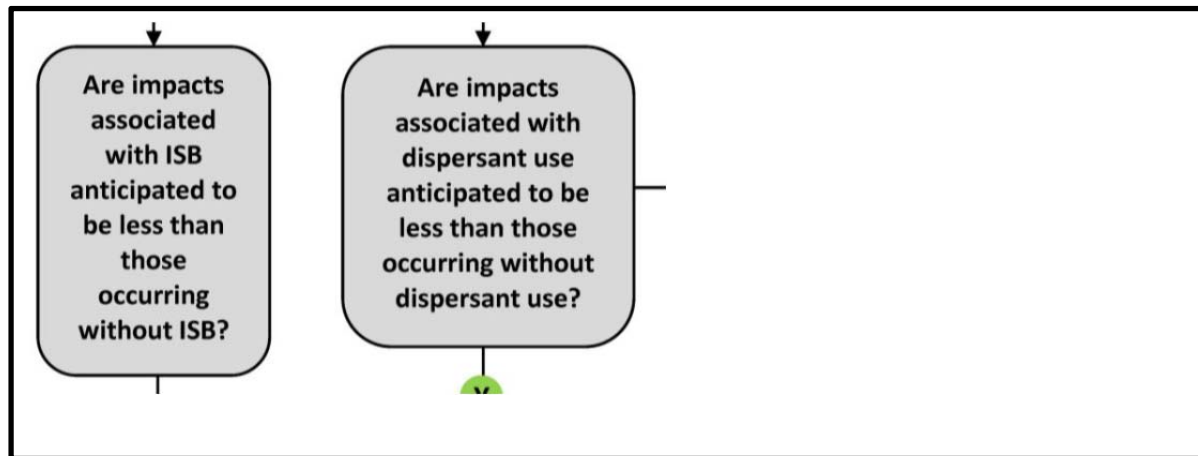 Are impacts
associated
with ISB
anticipated to
be less than
those
occurring
without ISB?
Are impacts
associated with
dispersant use
anticipated to be
less than those
occurring without
dispersant use?